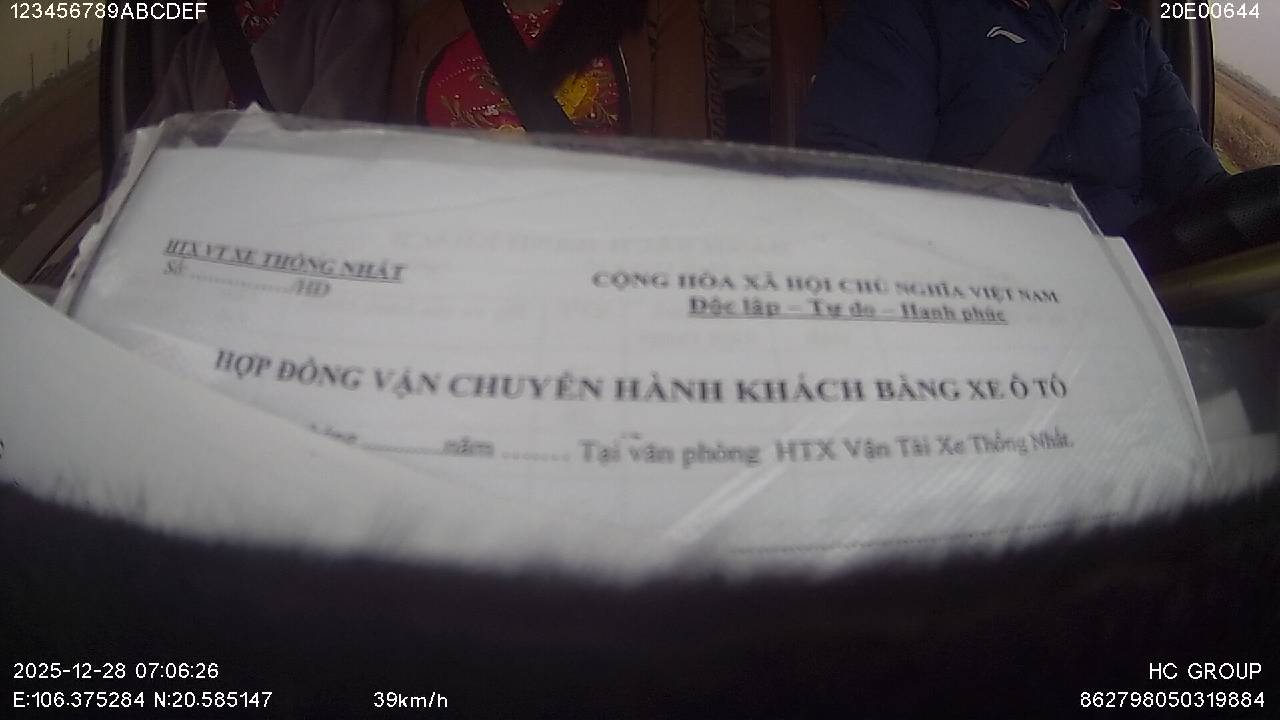 123456789ABCDEF
20E00644
HTX VT XE THỐNG NHẤT
Số:................/HĐ
CỘNG HÒA XÃ HỘI CHỦ NGHĨA VIỆT NAM
Độc lập – Tự do – Hạnh phúc
HỢP ĐỒNG VẬN CHUYỂN HÀNH KHÁCH BẰNG XE Ô TÔ
............năm ......... Tại văn phòng HTX Vận Tải Xe Thống Nhất.
2025-12-28 07:06:26
HC GROUP
E:106.375284 N:20.585147
39km/h
862798050319884